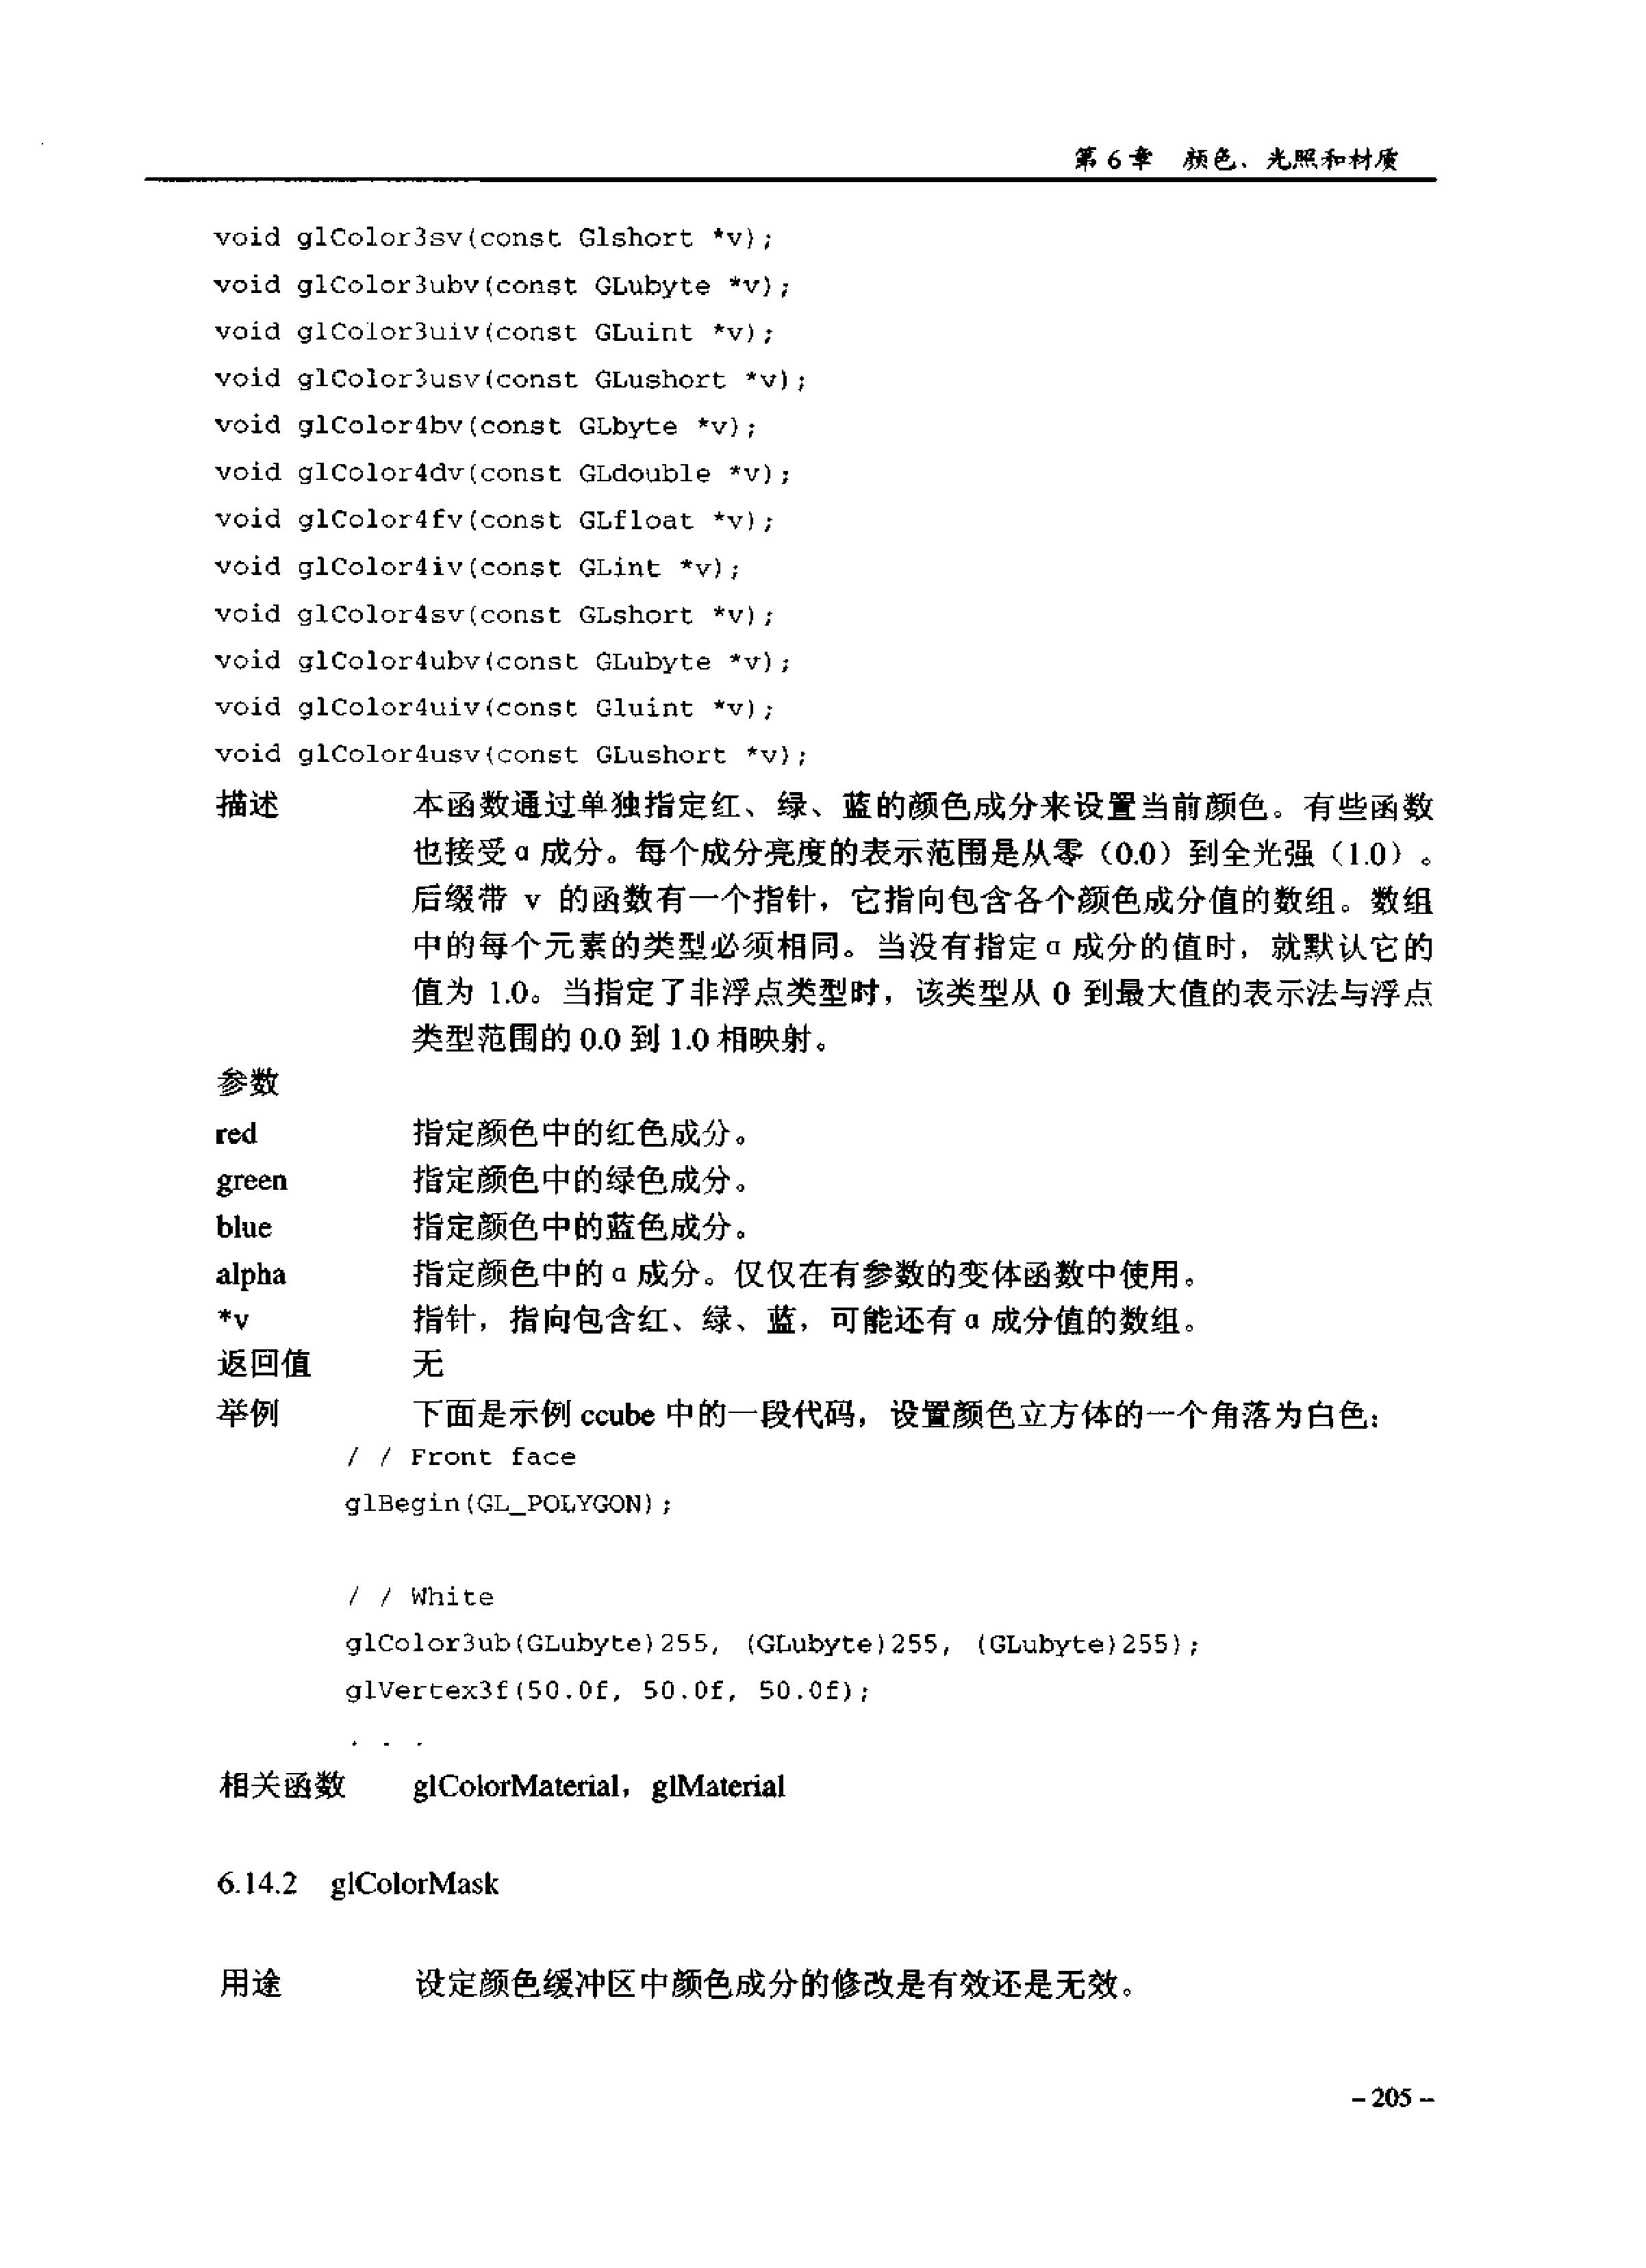 第6章 颜色、光照和材质
void glColor3sv(const Glshort *v);
void glColor3ubv(const GLubyte *v);
void glColor3uiv(const GLuint *v);
void glColor3usv(const GLushort *v);
void glColor4bv(const GLbyte *v);
void glColor4dv(const GLdouble *v);
void glColor4fv(const GLfloat *v);
void glColor4iv(const GLint *v);
void glColor4sv(const GLshort *v);
void glColor4ubv(const GLubyte *v);
void glColor4uiv(const Gluint *v);
void glColor4usv(const GLushort *v);
描述 本函数通过单独指定红、绿、蓝的颜色成分来设置当前颜色。有些函数
也接受α成分。每个成分亮度的表示范围是从零（0.0）到全光强（1.0）。
后缀带 v 的函数有一个指针，它指向包含各个颜色成分值的数组。数组
中的每个元素的类型必须相同。当没有指定α成分的值时，就默认它的
值为 1.0。当指定了非浮点类型时，该类型从 0 到最大值的表示法与浮点
类型范围的 0.0 到 1.0 相映射。
参数
red 指定颜色中的红色成分。
green 指定颜色中的绿色成分。
blue 指定颜色中的蓝色成分。
alpha 指定颜色中的α成分。仅仅在有参数的变体函数中使用。
*v 指针，指向包含红、绿、蓝，可能还有α成分值的数组。
返回值 无
举例 下面是示例 ccube 中的一段代码，设置颜色立方体的一个角落为白色：
/ / Front face
glBegin(GL_POLYGON);
/ / White
glColor3ub(GLubyte)255, (GLubyte)255, (GLubyte)255);
glVertex3f(50.0f, 50.0f, 50.0f);
. . .
相关函数 glColorMaterial，glMaterial
6.14.2 glColorMask
用途 设定颜色缓冲区中颜色成分的修改是有效还是无效。
– 205 –